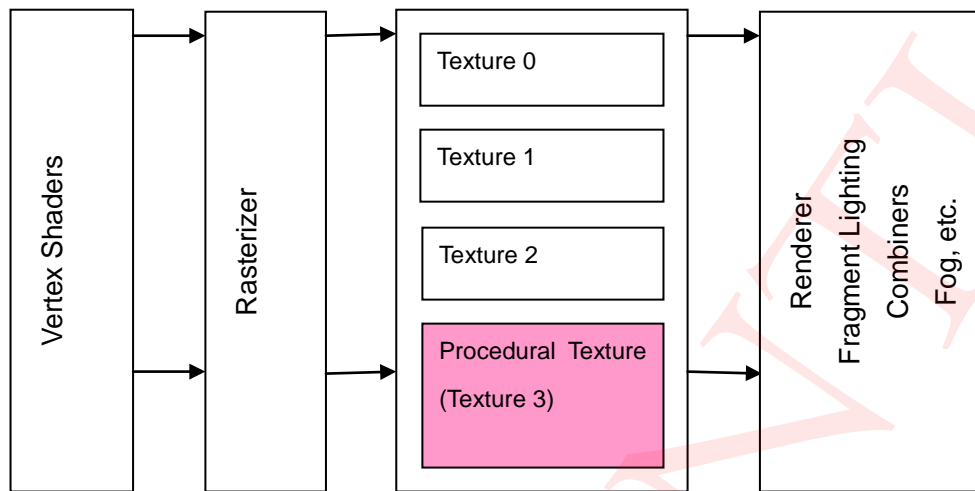 Vertex Shaders
Rasterizer
Texture 0
Texture 1
Texture 2
Procedural Texture
(Texture 3)
Renderer
Fragment Lighting
Combiners
Fog, etc.